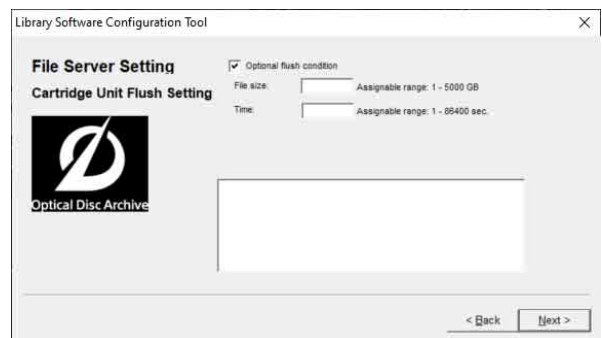 Library Software Configuration Tool
File Server Setting
Cartridge Unit Flush Setting
Optional flush condition
File size: Assignable range: 1 - 5000 GB
Time: Assignable range: 1 - 86400 sec.
Optical Disc Archive
< Back Next >